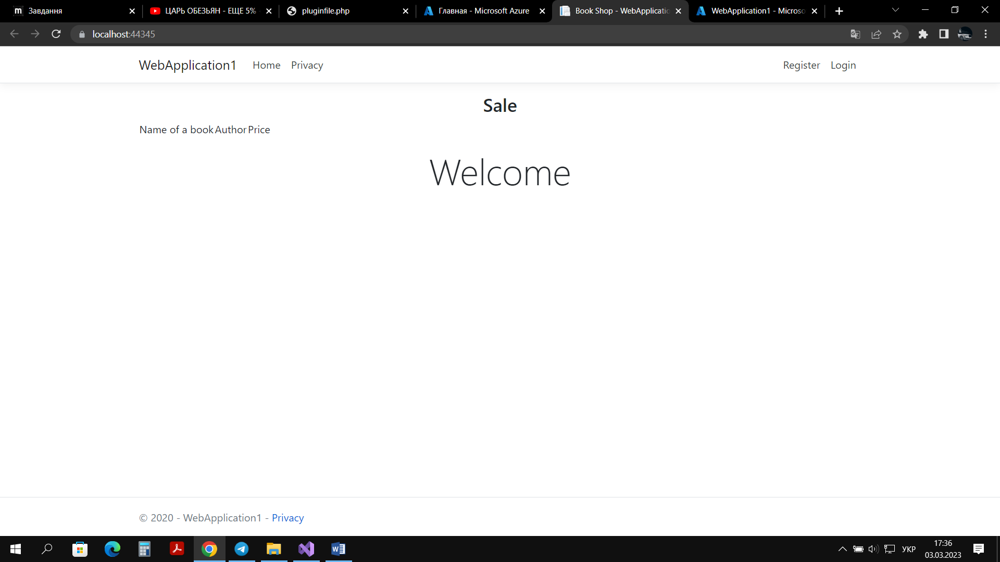 Завдання
ЦАРЬ ОБЕЗЬЯН - ЕЩЕ 5%
pluginfile.php
Главная - Microsoft Azure
Book Shop - WebApplicatio
WebApplication1 - Microso
localhost:44345
WebApplication1 Home Privacy Register Login
Sale
Name of a book Author Price
Welcome
© 2020 - WebApplication1 - Privacy
УКР
17:36
03.03.2023